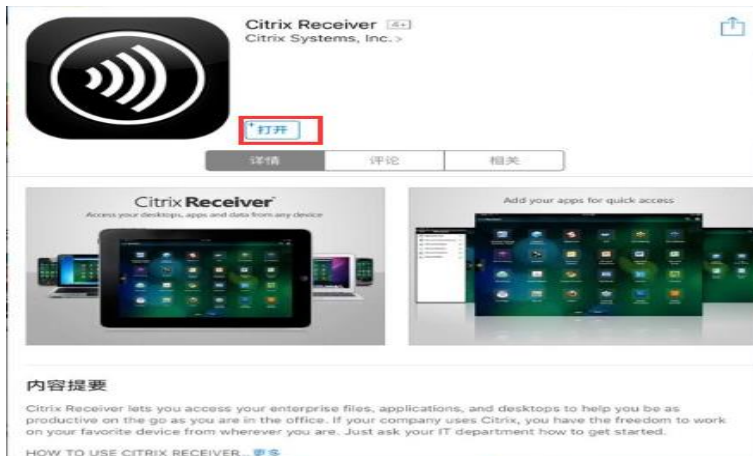 Citrix Receiver 4+
Citrix Systems, Inc. >
打开
详情
评论
相关
Citrix Receiver
Access your desktops, apps and data from any device
Add your apps for quick access
内容提要
Citrix Receiver lets you access your enterprise files, applications, and desktops to help you be as
productive on the go as you are in the office. If your company uses Citrix, you have the freedom to work
on your favorite device from wherever you are. Just ask your IT department how to get started.
HOW TO USE CITRIX RECEIVER... 更多